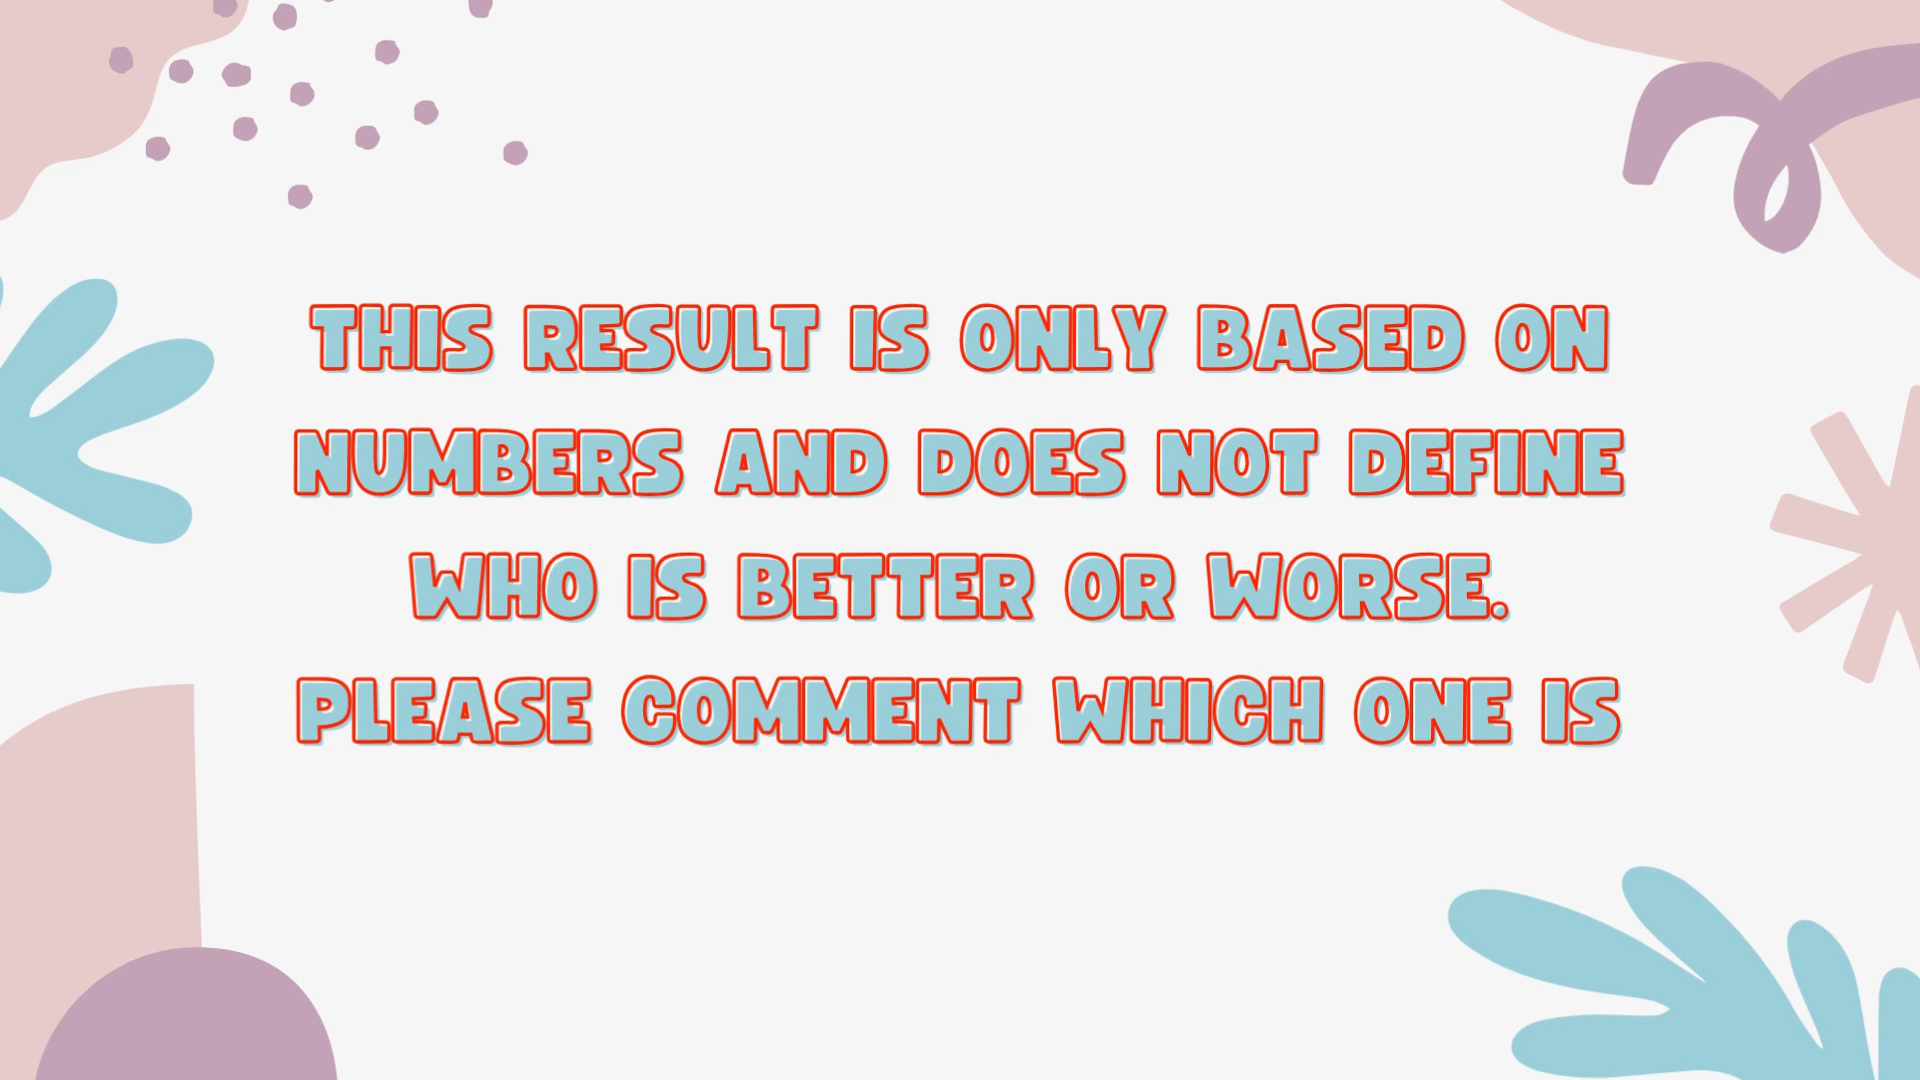 THIS RESULT IS ONLY BASED ON
NUMBERS AND DOES NOT DEFINE
WHO IS BETTER OR WORSE.
PLEASE COMMENT WHICH ONE IS